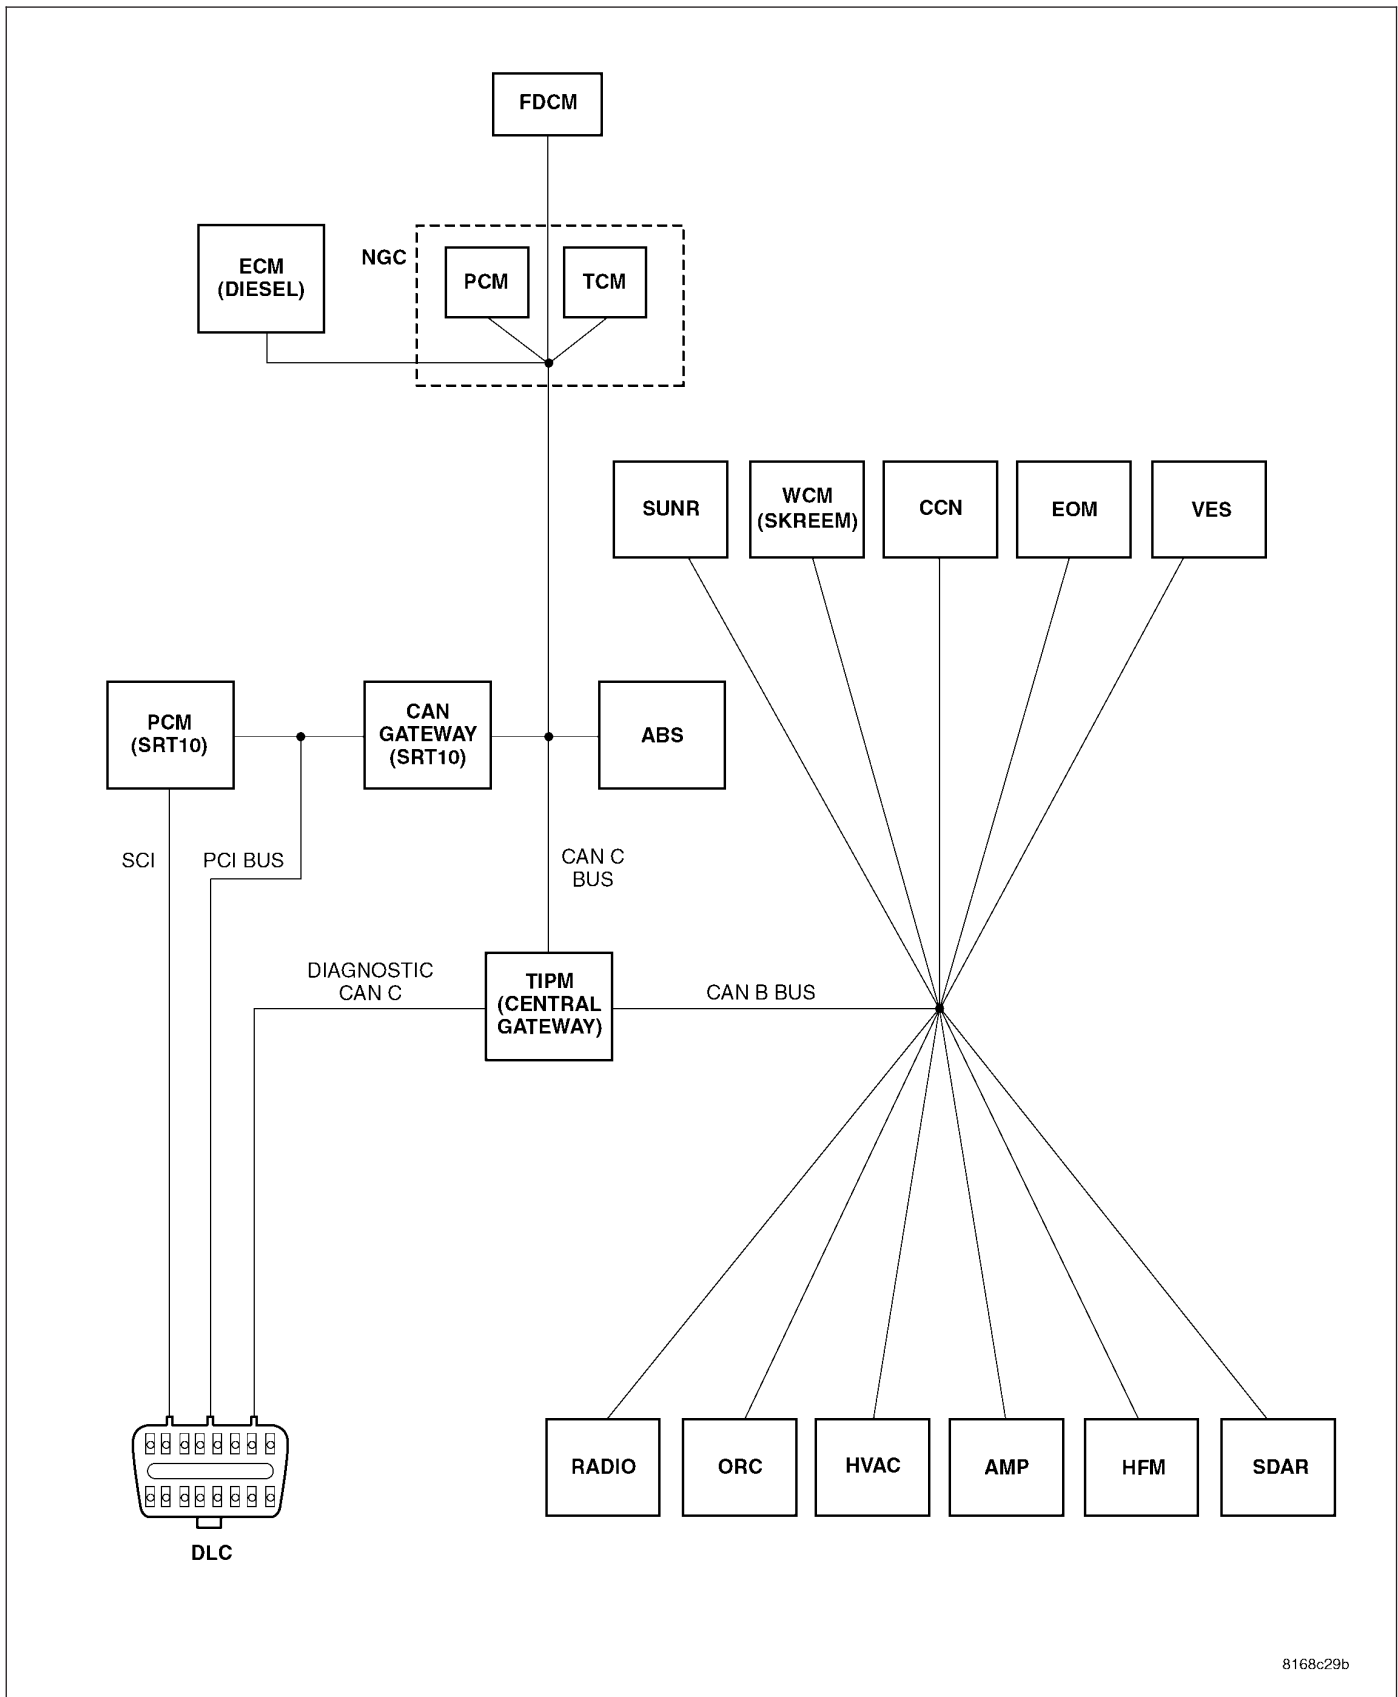 FDCM
ECM
(DIESEL)
NGC
PCM
TCM
SUNR
WCM
(SKREEM)
CCN
EOM
VES
PCM
(SRT10)
CAN
GATEWAY
(SRT10)
ABS
SCI
PCI BUS
CAN C
BUS
DIAGNOSTIC
CAN C
TIPM
(CENTRAL
GATEWAY)
CAN B BUS
RADIO
ORC
HVAC
AMP
HFM
SDAR
DLC
8168c29b